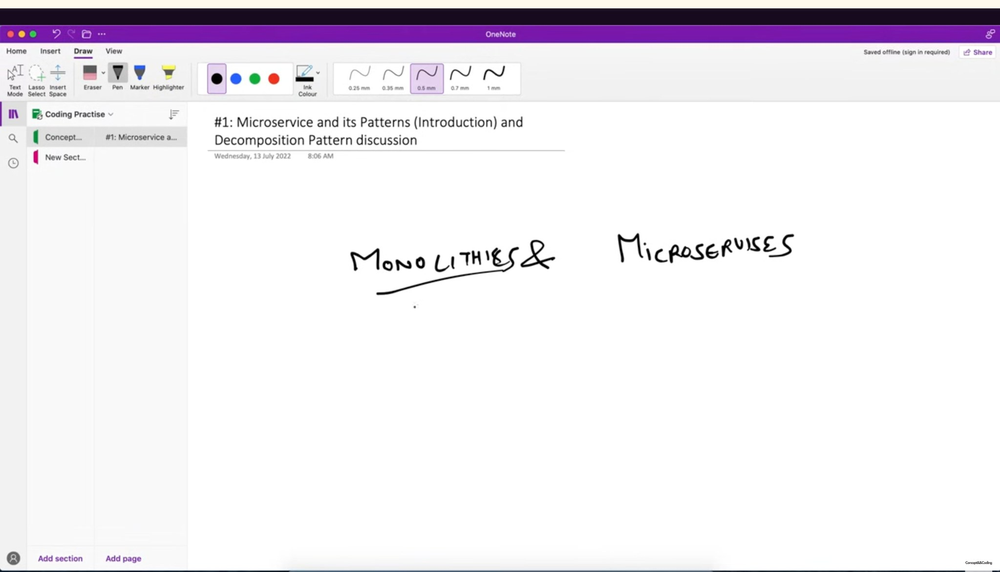 OneNote
Home Insert Draw View
Saved offline (sign in required) Share
Text Mode Lasso Select Insert Space Eraser Pen Marker Highlighter Ink Colour 0.25 mm 0.35 mm 0.5 mm 0.7 mm 1 mm
Coding Practise
Concept... #1: Microservice a...
New Sect...
#1: Microservice and its Patterns (Introduction) and
Decomposition Pattern discussion
Wednesday, 13 July 2022 8:06 AM
MONOLITHIES & MICROSERVISES
Add section Add page
Concept&&Coding